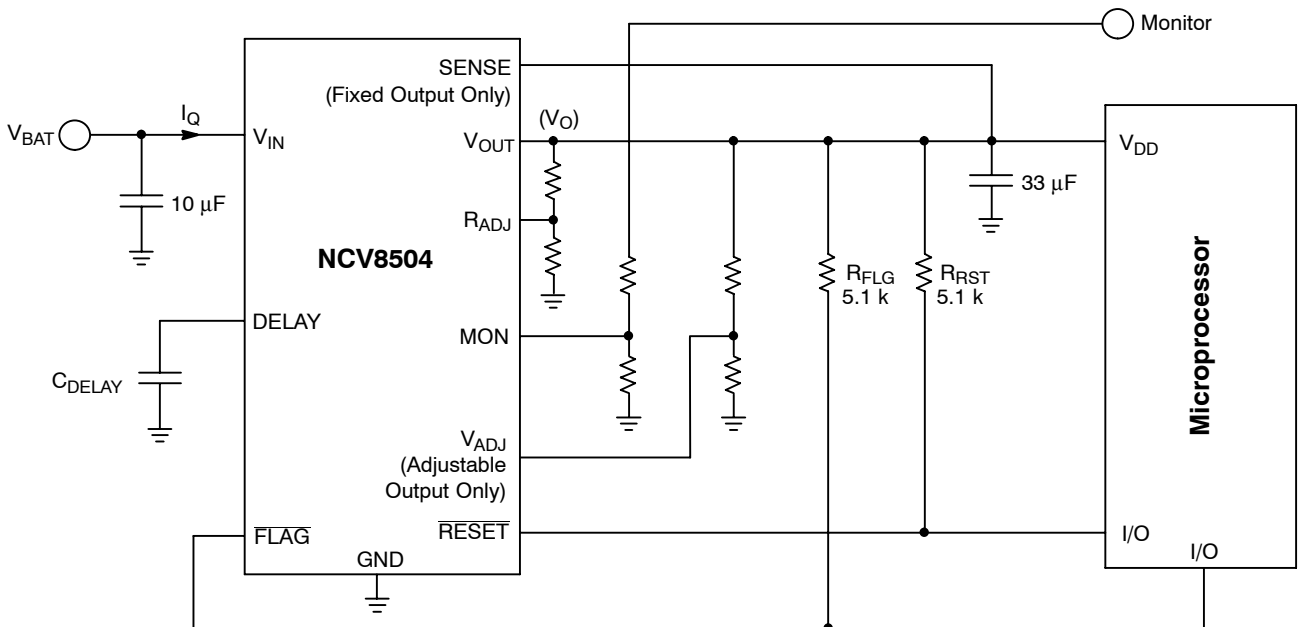 Monitor
SENSE
(Fixed Output Only)
I_Q
V_BAT
V_IN
(V_O)
V_OUT
V_DD
10 μF
33 μF
R_ADJ
NCV8504
R_FLG
5.1 k
R_RST
5.1 k
DELAY
MON
C_DELAY
Microprocessor
V_ADJ
(Adjustable
Output Only)
FLAG
RESET
I/O
I/O
GND